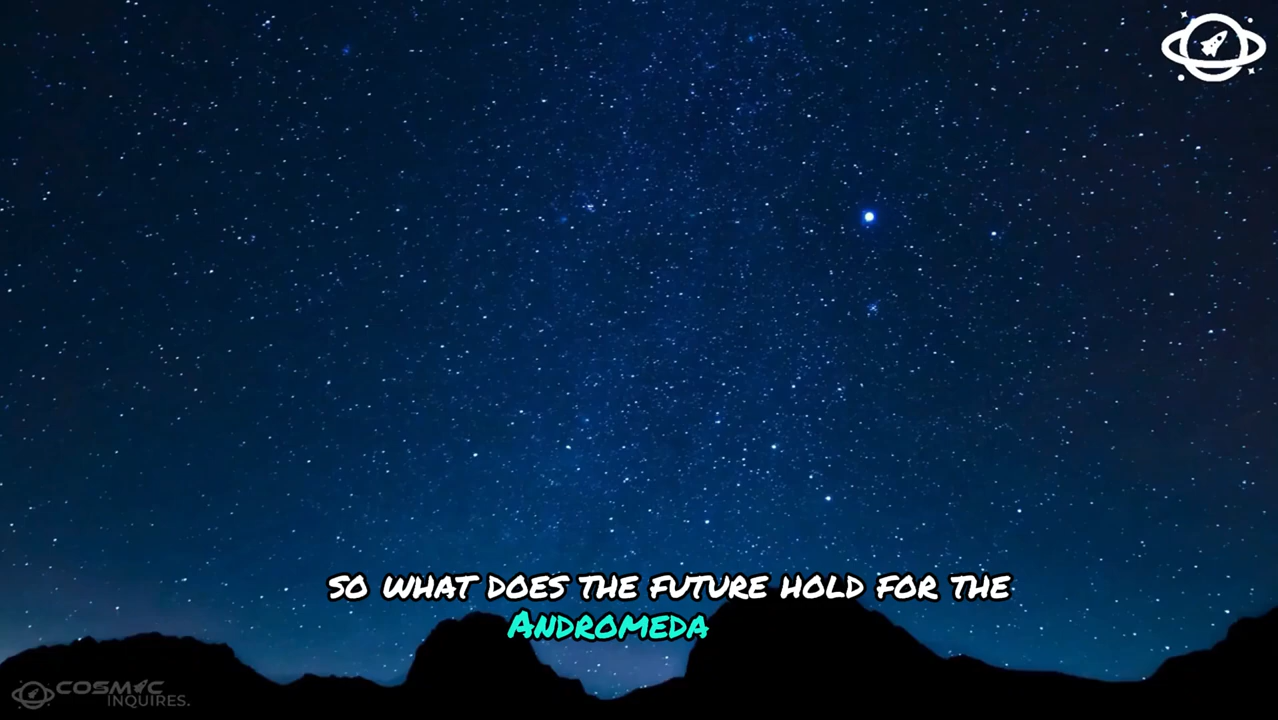 SO WHAT DOES THE FUTURE HOLD FOR THE
ANDROMEDA
COSMIC
INQUIRES.